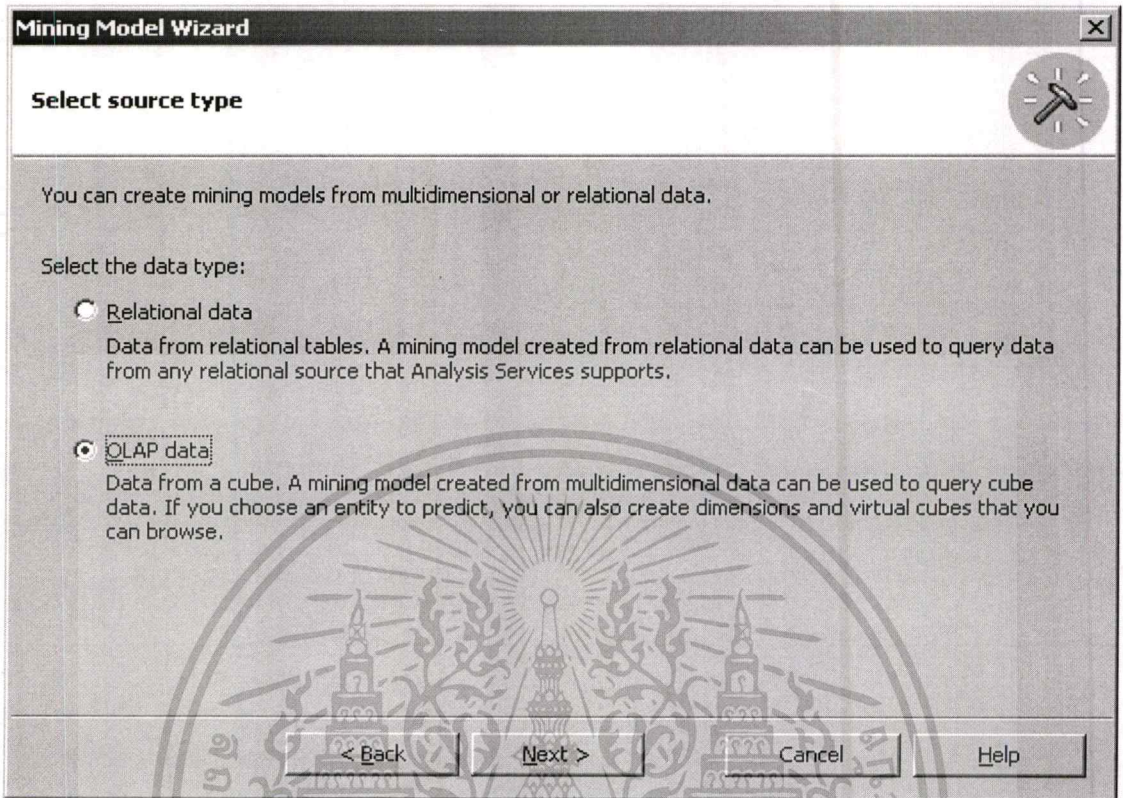 Mining Model Wizard
Select source type
You can create mining models from multidimensional or relational data.
Select the data type:
Relational data
Data from relational tables. A mining model created from relational data can be used to query data
from any relational source that Analysis Services supports.
OLAP data
Data from a cube. A mining model created from multidimensional data can be used to query cube
data. If you choose an entity to predict, you can also create dimensions and virtual cubes that you
can browse.
< Back
Next >
Cancel
Help